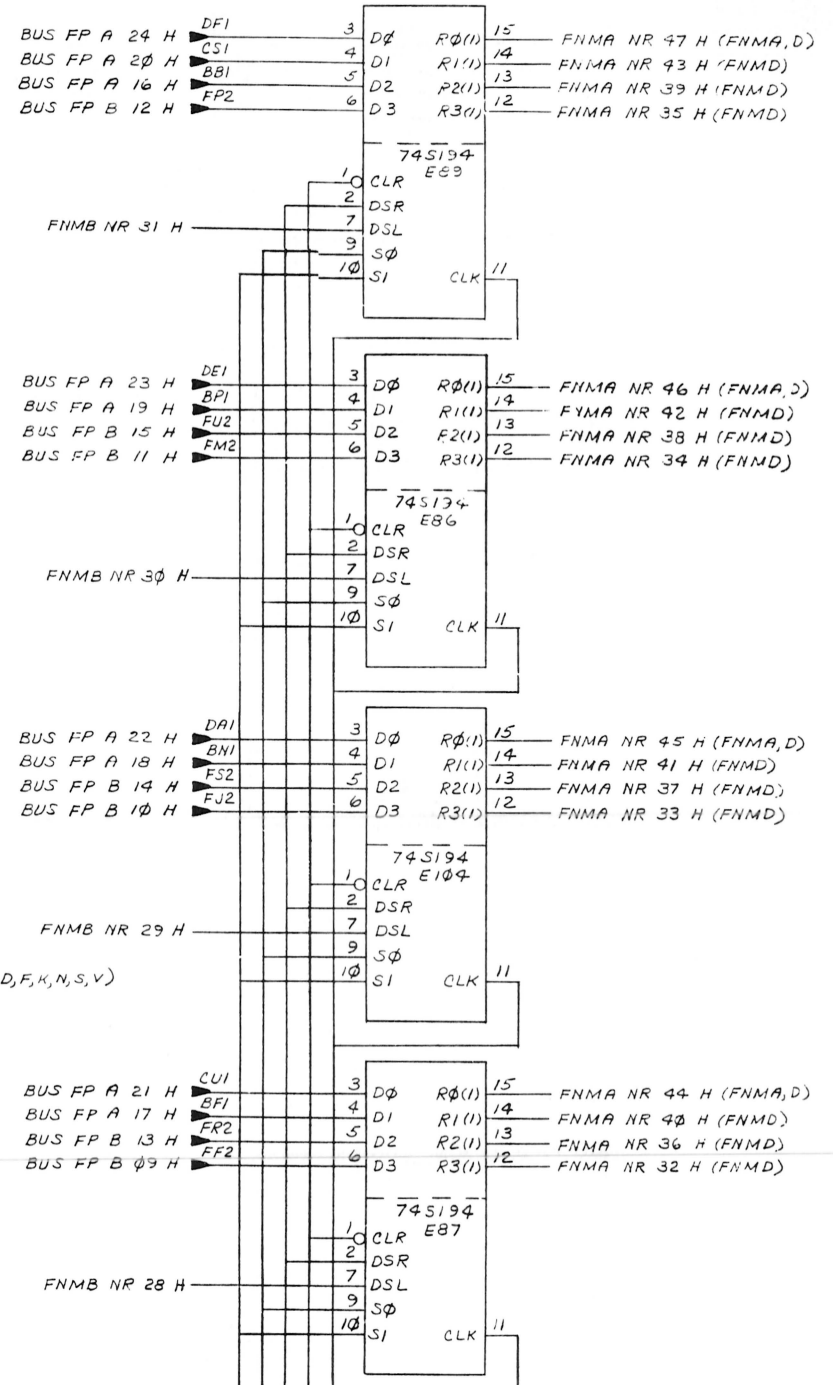 BUS FP A 24 H DF1 3 DØ RØ(1) 15 FNMA NR 47 H (FNMA,D)
BUS FP A 2Ø H CS1 4 D1 R1(1) 14 FNMA NR 43 H (FNMD)
BUS FP A 16 H BB1 5 D2 R2(1) 13 FNMA NR 39 H (FNMD)
BUS FP B 12 H FP2 6 D3 R3(1) 12 FNMA NR 35 H (FNMD)
74S194
E89
1 CLR
2 DSR
FNMB NR 31 H 7 DSL
9 SØ
1Ø S1 CLK 11
BUS FP A 23 H DE1 3 DØ RØ(1) 15 FNMA NR 46 H (FNMA,D)
BUS FP A 19 H BP1 4 D1 R1(1) 14 FNMA NR 42 H (FNMD)
BUS FP B 15 H FU2 5 D2 R2(1) 13 FNMA NR 38 H (FNMD)
BUS FP B 11 H FM2 6 D3 R3(1) 12 FNMA NR 34 H (FNMD)
74S194
E86
1 CLR
2 DSR
FNMB NR 3Ø H 7 DSL
9 SØ
1Ø S1 CLK 11
BUS FP A 22 H DA1 3 DØ RØ(1) 15 FNMA NR 45 H (FNMA,D)
BUS FP A 18 H BN1 4 D1 R1(1) 14 FNMA NR 41 H (FNMD)
BUS FP B 14 H FS2 5 D2 R2(1) 13 FNMA NR 37 H (FNMD)
BUS FP B 1Ø H FJ2 6 D3 R3(1) 12 FNMA NR 33 H (FNMD)
74S194
E1Ø4
1 CLR
2 DSR
FNMB NR 29 H 7 DSL
9 SØ
D,F,K,N,S,V) 1Ø S1 CLK 11
BUS FP A 21 H CU1 3 DØ RØ(1) 15 FNMA NR 44 H (FNMA,D)
BUS FP A 17 H BF1 4 D1 R1(1) 14 FNMA NR 4Ø H (FNMD)
BUS FP B 13 H FR2 5 D2 R2(1) 13 FNMA NR 36 H (FNMD)
BUS FP B Ø9 H FF2 6 D3 R3(1) 12 FNMA NR 32 H (FNMD)
74S194
E87
1 CLR
2 DSR
FNMB NR 28 H 7 DSL
9 SØ
1Ø S1 CLK 11